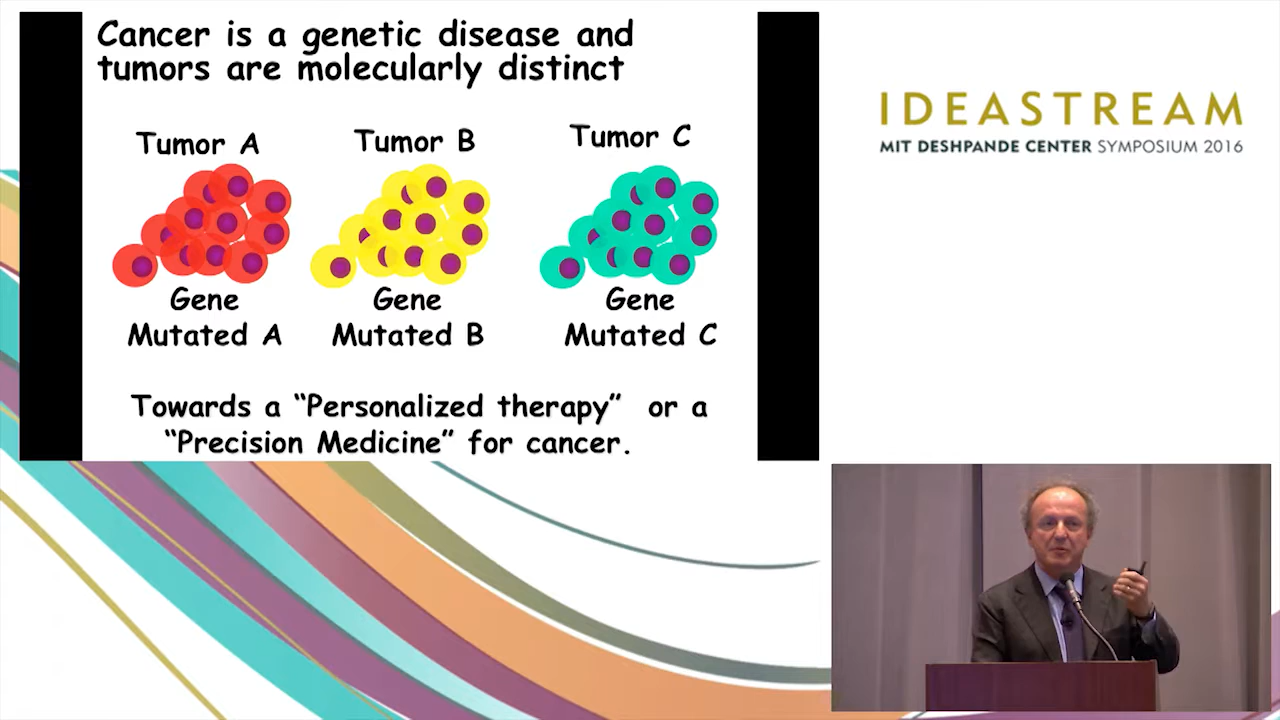 Cancer is a genetic disease and
tumors are molecularly distinct
Tumor A
Tumor B
Tumor C
Gene
Mutated A
Gene
Mutated B
Gene
Mutated C
Towards a “Personalized therapy” or a
“Precision Medicine” for cancer.
IDEASTREAM
MIT DESHPANDE CENTER SYMPOSIUM 2016